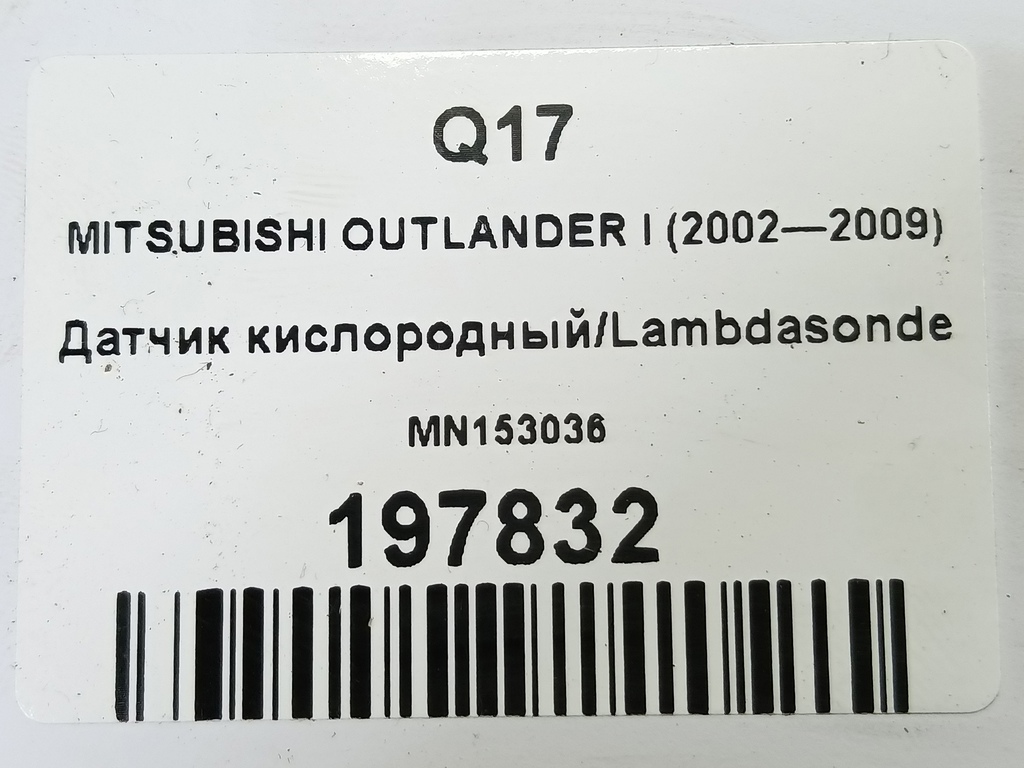 Q17
MITSUBISHI OUTLANDER I (2002—2009)
Датчик кислородный/Lambdasonde
MN153036
197832